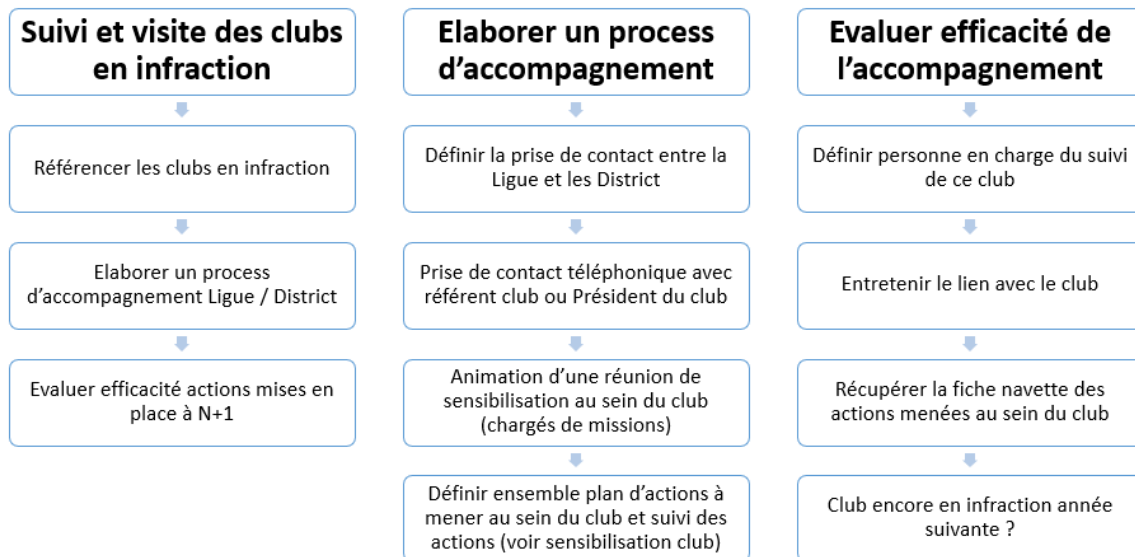 Suivi et visite des clubs
en infraction
Référencer les clubs en infraction
Elaborer un process
d'accompagnement Ligue / District
Evaluer efficacité actions mises en
place à N+1
Elaborer un process
d'accompagnement
Définir la prise de contact entre la
Ligue et les District
Prise de contact téléphonique avec
référent club ou Président du club
Animation d'une réunion de
sensibilisation au sein du club
(chargés de missions)
Définir ensemble plan d'actions à
mener au sein du club et suivi des
actions (voir sensibilisation club)
Evaluer efficacité de
l'accompagnement
Définir personne en charge du suivi
de ce club
Entretenir le lien avec le club
Récupérer la fiche navette des
actions menées au sein du club
Club encore en infraction année
suivante ?